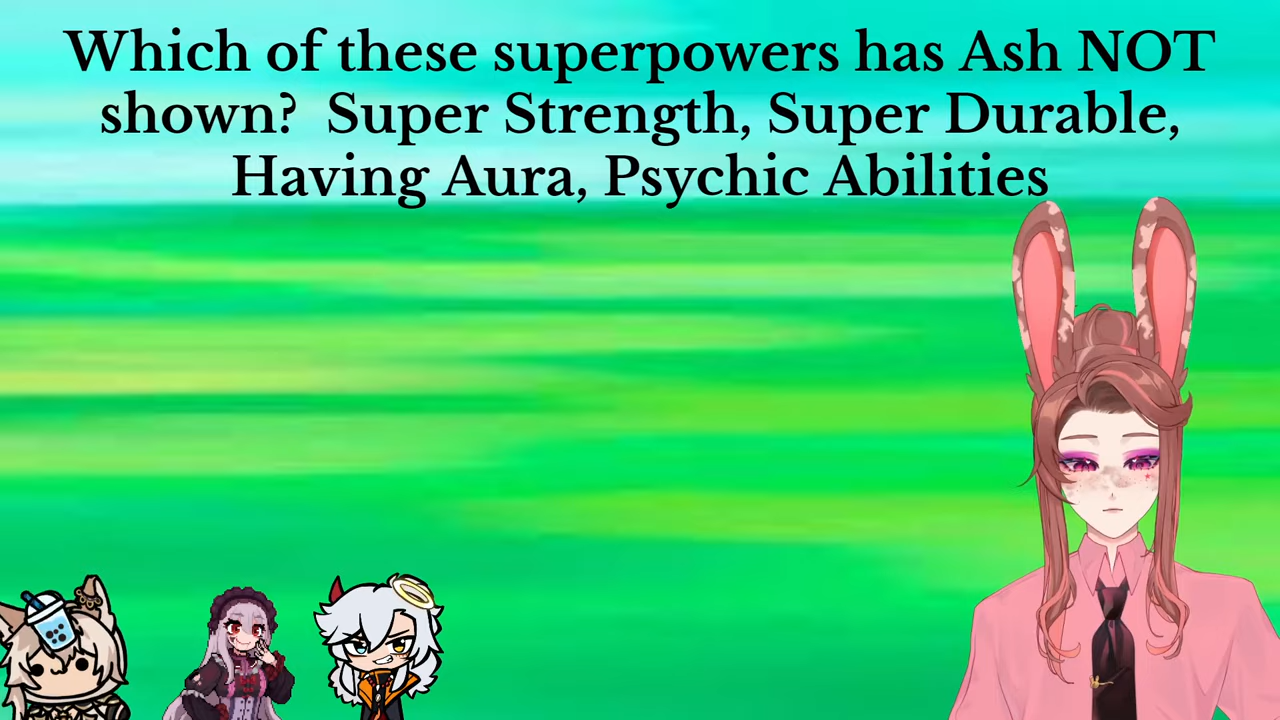 Which of these superpowers has Ash NOT
shown? Super Strength, Super Durable,
Having Aura, Psychic Abilities